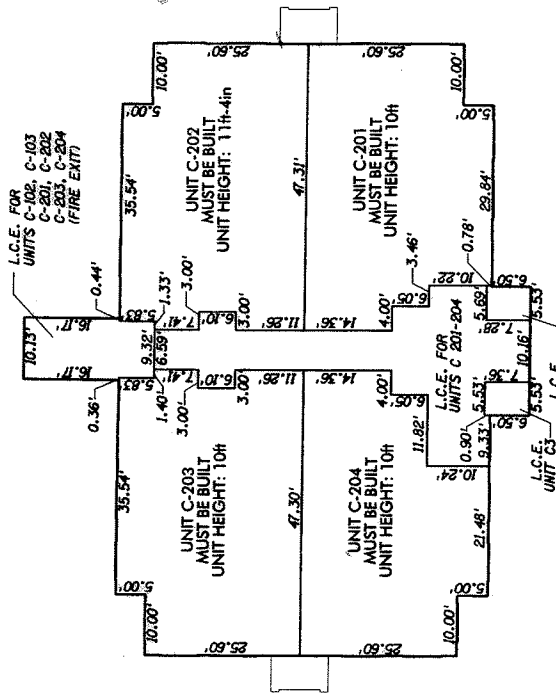 L.C.E. FOR
UNITS C-102, C-103
C-201, C-202
C-203, C-204
(FIRE EXIT)
10.13'
16.17'
16.17'
0.36'
0.44'
35.54'
35.54'
5.00'
5.00'
10.00'
10.00'
5.83'
5.83
9.32'
1.40'
6.59'
1.33'
7.41'
7.41'
3.00'
3.00'
6.10'
6.10'
3.00'
3.00'
25.60'
25.60'
UNIT C-203
MUST BE BUILT
UNIT HEIGHT: 10ft
UNIT C-202
MUST BE BUILT
UNIT HEIGHT: 11ft-4in
11.26'
11.26'
47.30'
47.31'
14.36'
14.36'
UNIT C-204
MUST BE BUILT
UNIT HEIGHT: 10ft
UNIT C-201
MUST BE BUILT
UNIT HEIGHT: 10ft
25.60'
25.60'
4.00'
4.00'
6.05'
6.05'
3.46'
11.82'
L.C.E. FOR
UNITS C 201-204
10.24'
10.22'
10.00'
10.00'
5.00'
5.00'
21.48'
9.33'
0.90'
5.53'
7.36
7.28'
5.69'
0.78'
29.84'
6.50'
5.53'
10.16'
5.53'
6.50'
L.C.E.
UNIT C3
L.C.E.